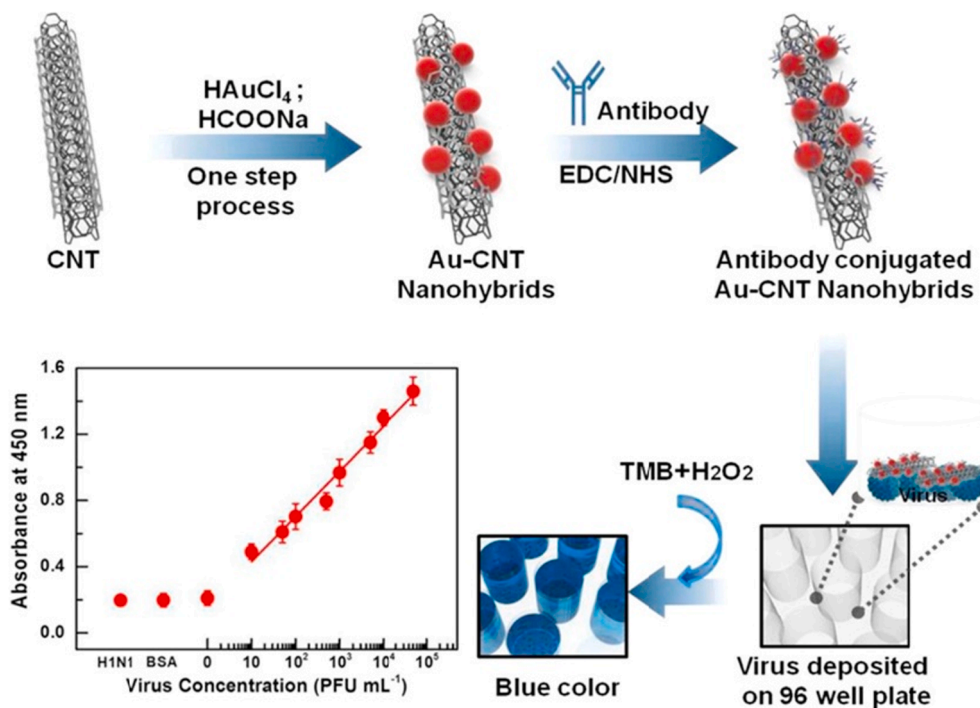 HAuCl₄ ;
HCOONa
One step
process
CNT
Au-CNT
Nanohybrids
Antibody
EDC/NHS
Antibody conjugated
Au-CNT Nanohybrids
Absorbance at 450 nm
1.6
1.2
0.8
0.4
0.0
H1N1 BSA 0 10 10² 10³ 10⁴ 10⁵
Virus Concentration (PFU mL⁻¹)
TMB+H₂O₂
Blue color
Virus
Virus deposited
on 96 well plate